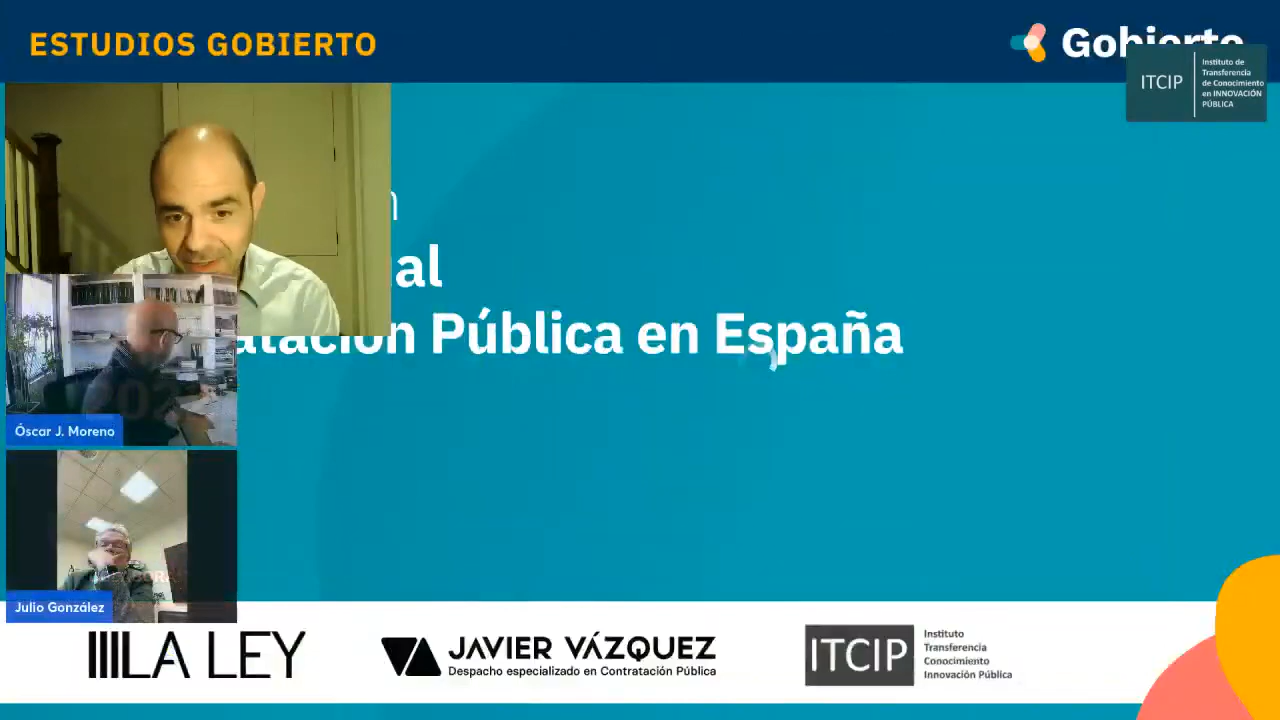 ESTUDIOS GOBIERTO
Gobierto
ITCIP
Instituto de
Transferencia
de Conocimiento
en INNOVACIÓN
PÚBLICA
Pública en España
Óscar J. Moreno
Julio González
LA LEY
JAVIER VÁZQUEZ
Despacho especializado en Contratación Pública
ITCIP
Instituto
Transferencia
Conocimiento
Innovación Pública